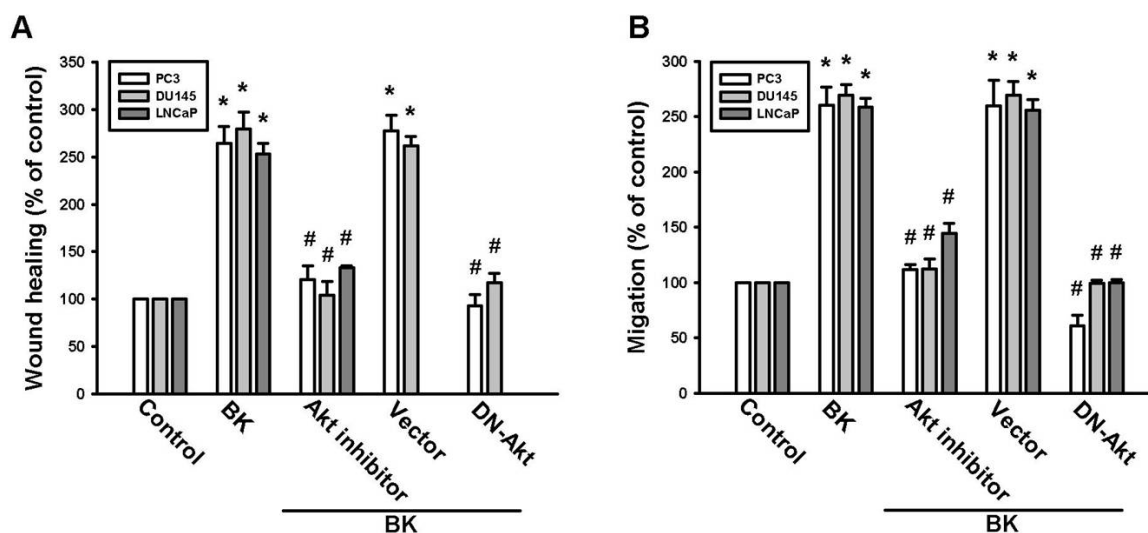 A
Wound healing (% of control)
350
300
250
200
150
100
50
0
PC3
DU145
LNCaP
* * *
# # #
* *
# #
Control
BK
Akt inhibitor
Vector
DN-Akt
BK
B
Migation (% of control)
300
250
200
150
100
50
0
PC3
DU145
LNCaP
* * *
# # #
* * *
# # #
Control
BK
Akt inhibitor
Vector
DN-Akt
BK